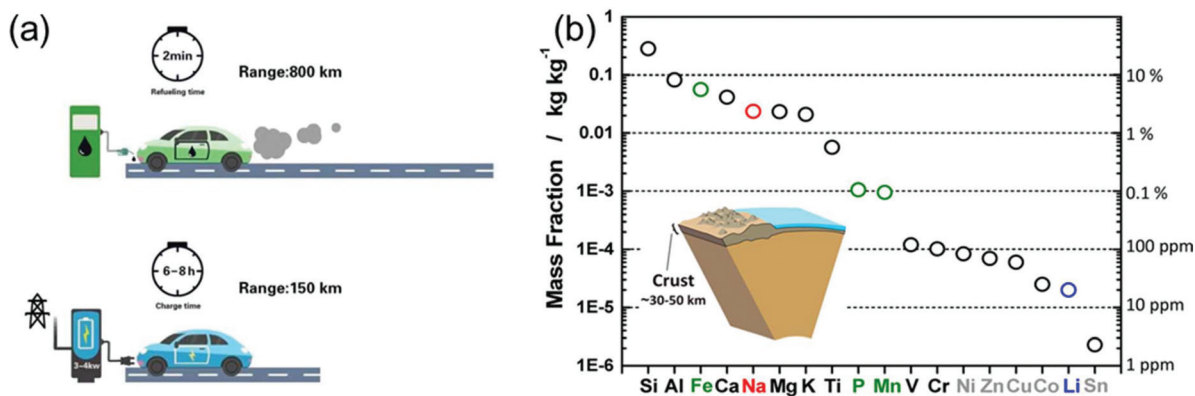 (a)
2min
Refueling time
Range:800 km
6-8h
Charge time
Range:150 km
3-4kw
(b)
Mass Fraction / kg kg-1
1
0.1
0.01
1E-3
1E-4
1E-5
1E-6
10 %
1 %
0.1 %
100 ppm
10 ppm
1 ppm
Crust
~30-50 km
Si Al Fe Ca Na Mg K Ti P Mn V Cr Ni Zn Cu Co Li Sn